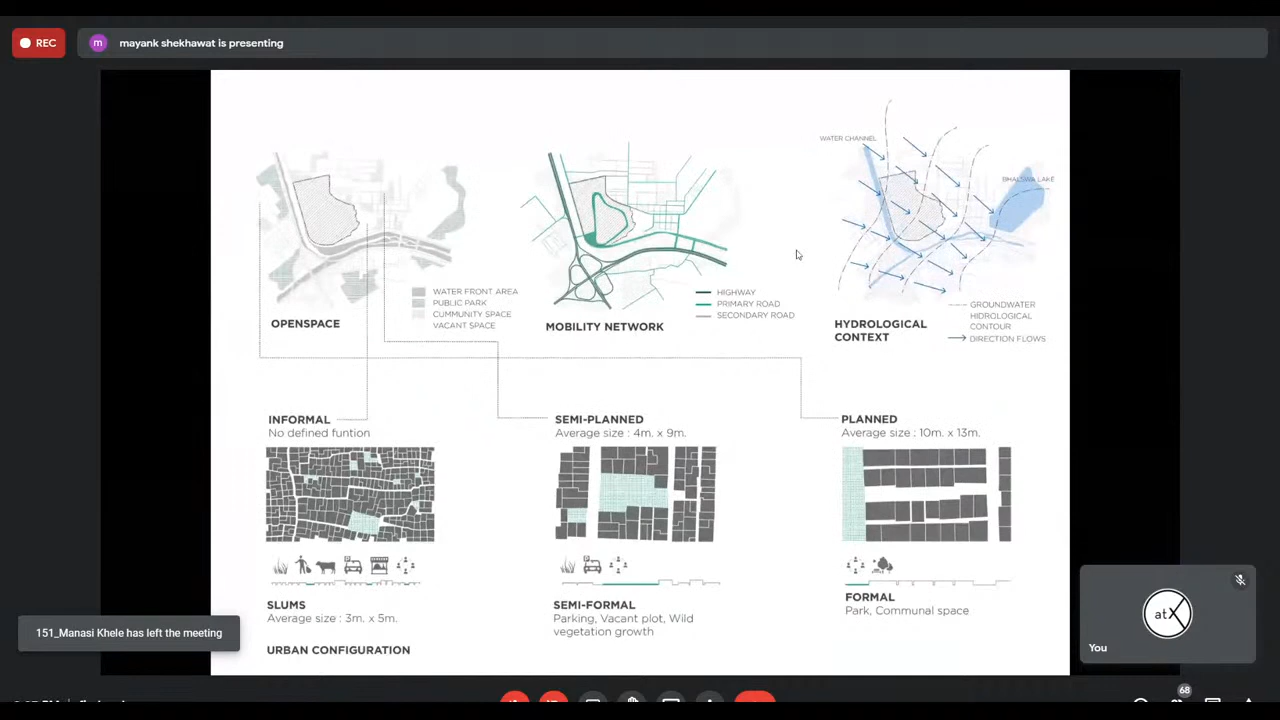 REC
m
mayank shekhawat is presenting
WATER CHANNEL
BHALSWA LAKE
WATER FRONT AREA
PUBLIC PARK
CUMMUNITY SPACE
VACANT SPACE
OPENSPACE
HIGHWAY
PRIMARY ROAD
SECONDARY ROAD
MOBILITY NETWORK
HYDROLOGICAL
CONTEXT
GROUNDWATER
HIDROLOGICAL
CONTOUR
DIRECTION FLOWS
INFORMAL
No defined funtion
SEMI-PLANNED
Average size : 4m. x 9m.
PLANNED
Average size : 10m. x 13m.
SLUMS
Average size : 3m. x 5m.
SEMI-FORMAL
Parking, Vacant plot, Wild
vegetation growth
FORMAL
Park, Communal space
URBAN CONFIGURATION
151_Manasi Khele has left the meeting
atX
You
68